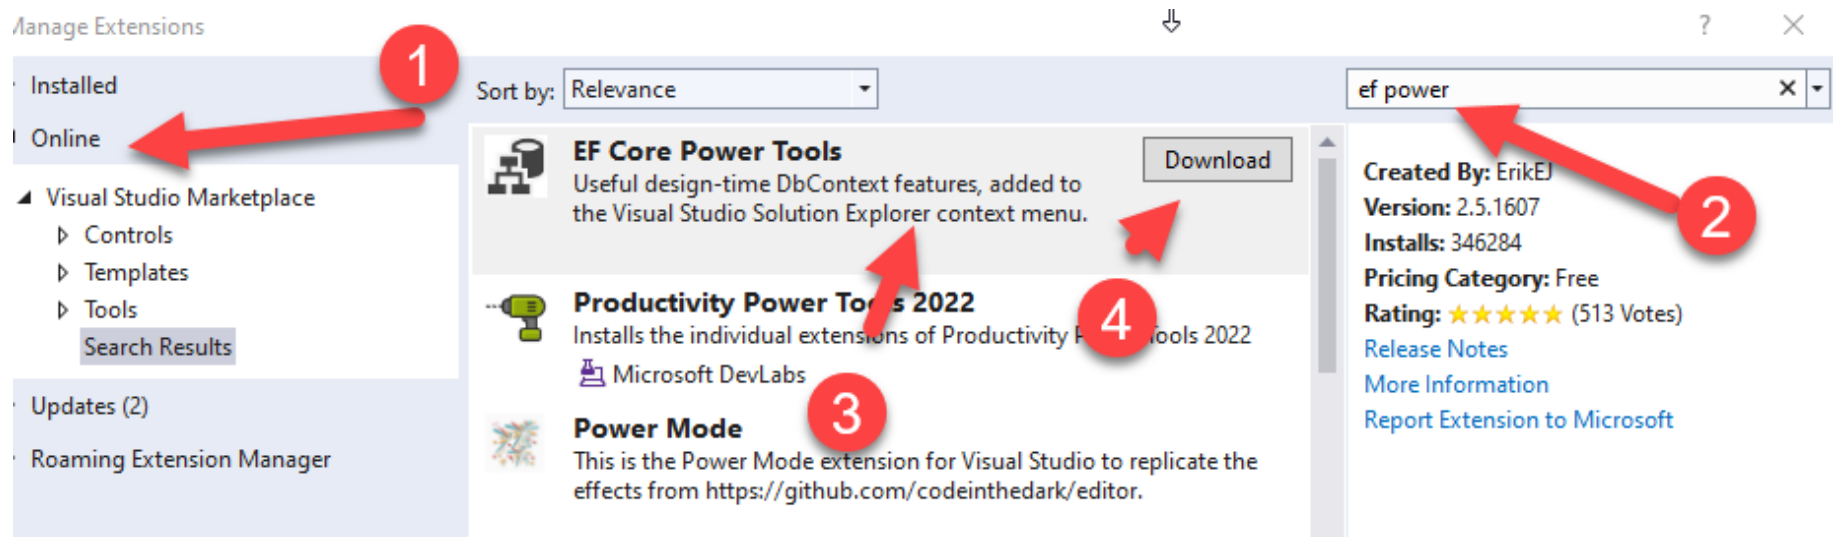 Manage Extensions
?
1
Installed
Sort by: Relevance
ef power
Online
Visual Studio Marketplace
Controls
Templates
Tools
Search Results
Updates (2)
Roaming Extension Manager
EF Core Power Tools
Download
Useful design-time DbContext features, added to
the Visual Studio Solution Explorer context menu.
Productivity Power Tools 2022
Installs the individual extensions of Productivity Tools 2022
Microsoft DevLabs
Power Mode
This is the Power Mode extension for Visual Studio to replicate the
effects from https://github.com/codeinthedark/editor.
3
4
2
Created By: ErikEJ
Version: 2.5.1607
Installs: 346284
Pricing Category: Free
Rating: ★★★★★ (513 Votes)
Release Notes
More Information
Report Extension to Microsoft